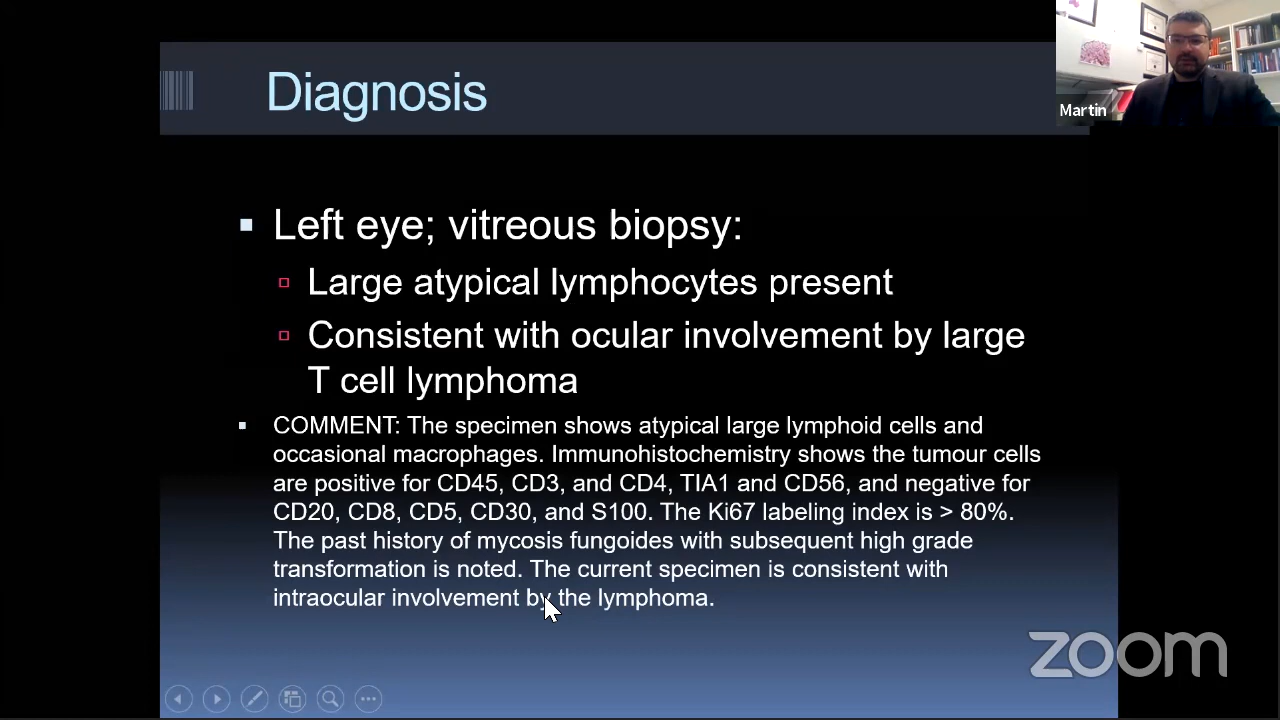 Diagnosis
Martin
Left eye; vitreous biopsy:
Large atypical lymphocytes present
Consistent with ocular involvement by large
T cell lymphoma
COMMENT: The specimen shows atypical large lymphoid cells and
occasional macrophages. Immunohistochemistry shows the tumour cells
are positive for CD45, CD3, and CD4, TIA1 and CD56, and negative for
CD20, CD8, CD5, CD30, and S100. The Ki67 labeling index is > 80%.
The past history of mycosis fungoides with subsequent high grade
transformation is noted. The current specimen is consistent with
intraocular involvement by the lymphoma.
zoom